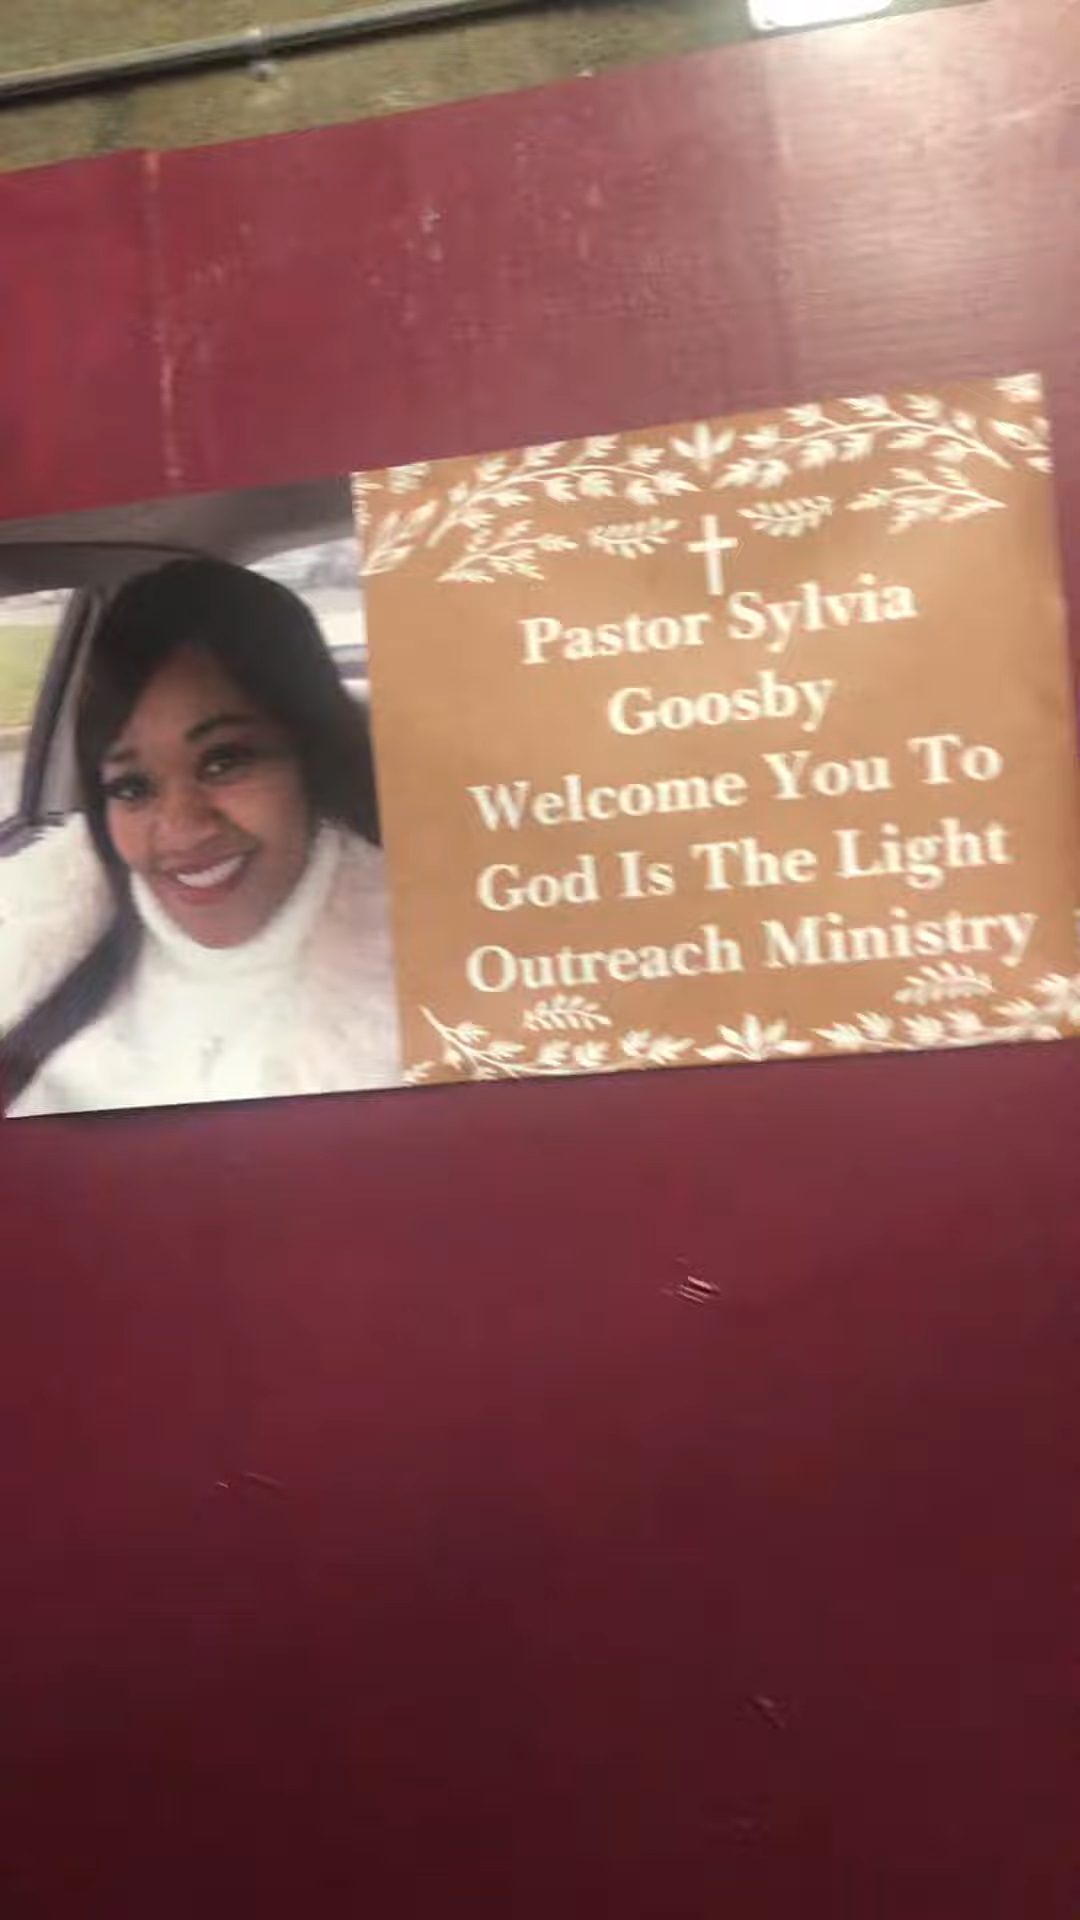 Pastor Sylvia
Goosby
Welcome You To
God Is The Light
Outreach Ministry